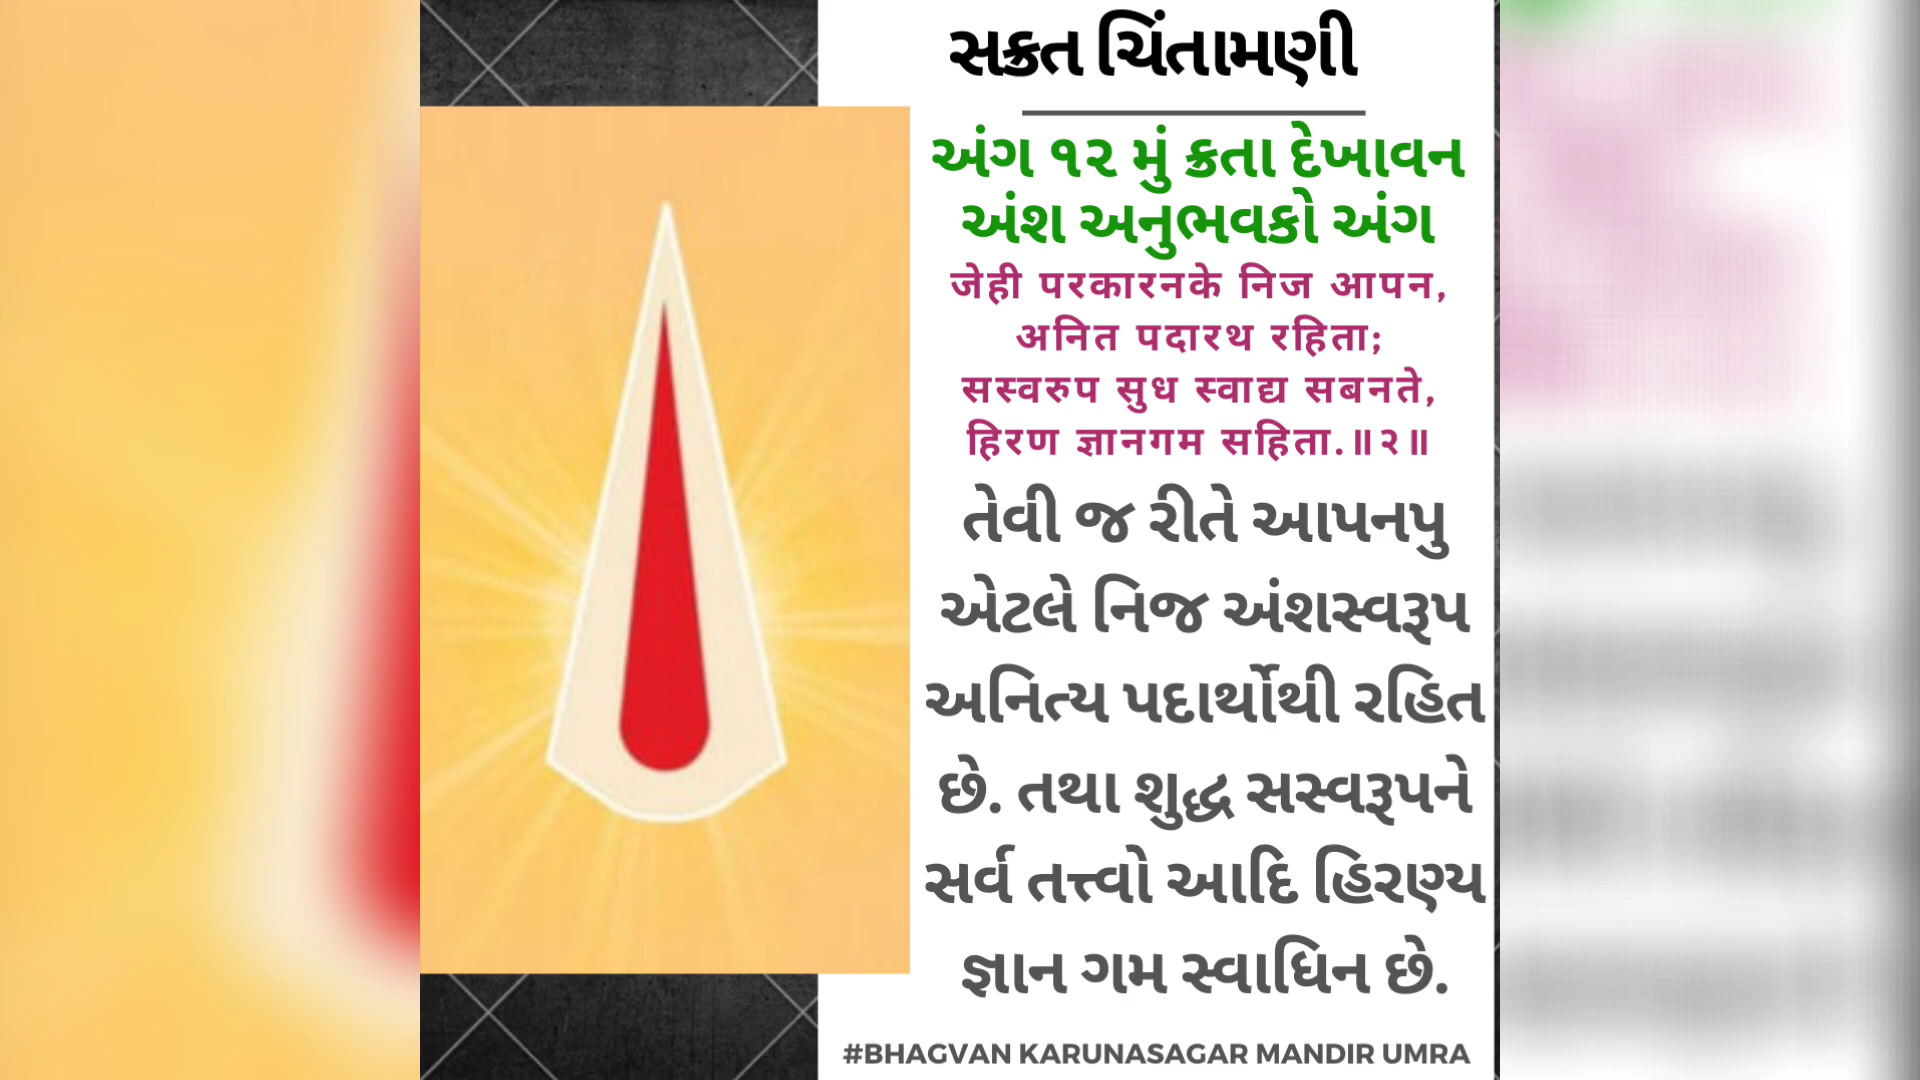 સક્રત ચિંતામણી
અંગ ૧૨ મું ક્રતા દેખાવન
અંશ અનુભવકો અંગ
जेही परकारनके निज आपन,
अनित पदारथ रहिता;
सस्वरुप सुध स्वाद्य सबनते,
हिरण ज्ञानगम सहिता.॥२॥
તેવી જ રીતે આપનપુ
એટલે નિજ અંશસ્વરૂપ
અનિત્ય પદાર્થોથી રહિત
છે. તથા શુદ્ધ સસ્વરૂપને
સર્વ તત્ત્વો આદિ હિરણ્ય
જ્ઞાન ગમ સ્વાધિન છે.
#BHAGVAN KARUNASAGAR MANDIR UMRA